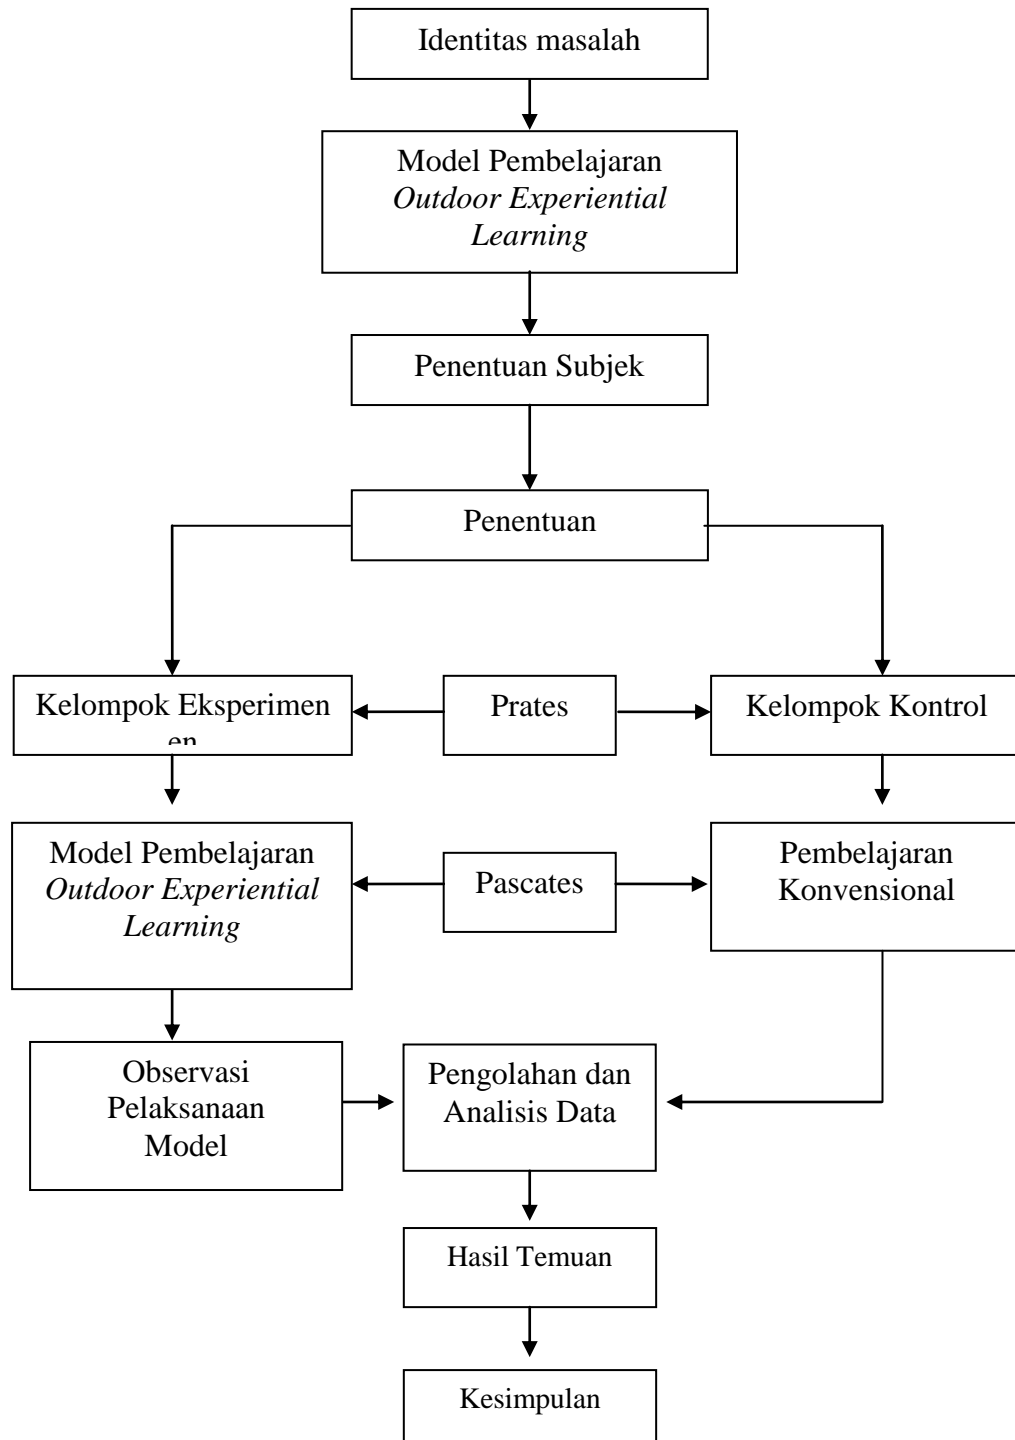 Identitas masalah
Model Pembelajaran
Outdoor Experiential
Learning
Penentuan Subjek
Penentuan
Kelompok Eksperimen
en
Prates
Kelompok Kontrol
Model Pembelajaran
Outdoor Experiential
Learning
Pascates
Pembelajaran
Konvensional
Observasi
Pelaksanaan
Model
Pengolahan dan
Analisis Data
Hasil Temuan
Kesimpulan